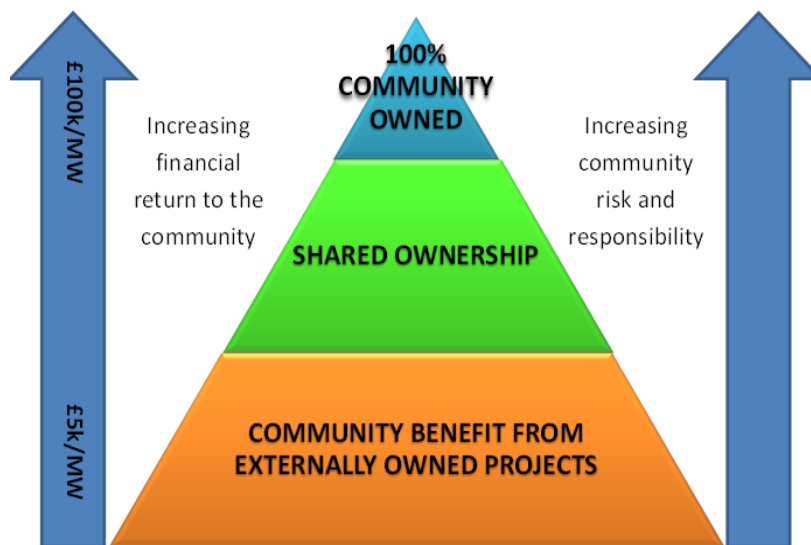 £100k/MW
£5k/MW
Increasing
financial
return to the
community
100%
COMMUNITY
OWNED
SHARED OWNERSHIP
COMMUNITY BENEFIT FROM
EXTERNALLY OWNED PROJECTS
Increasing
community
risk and
responsibility